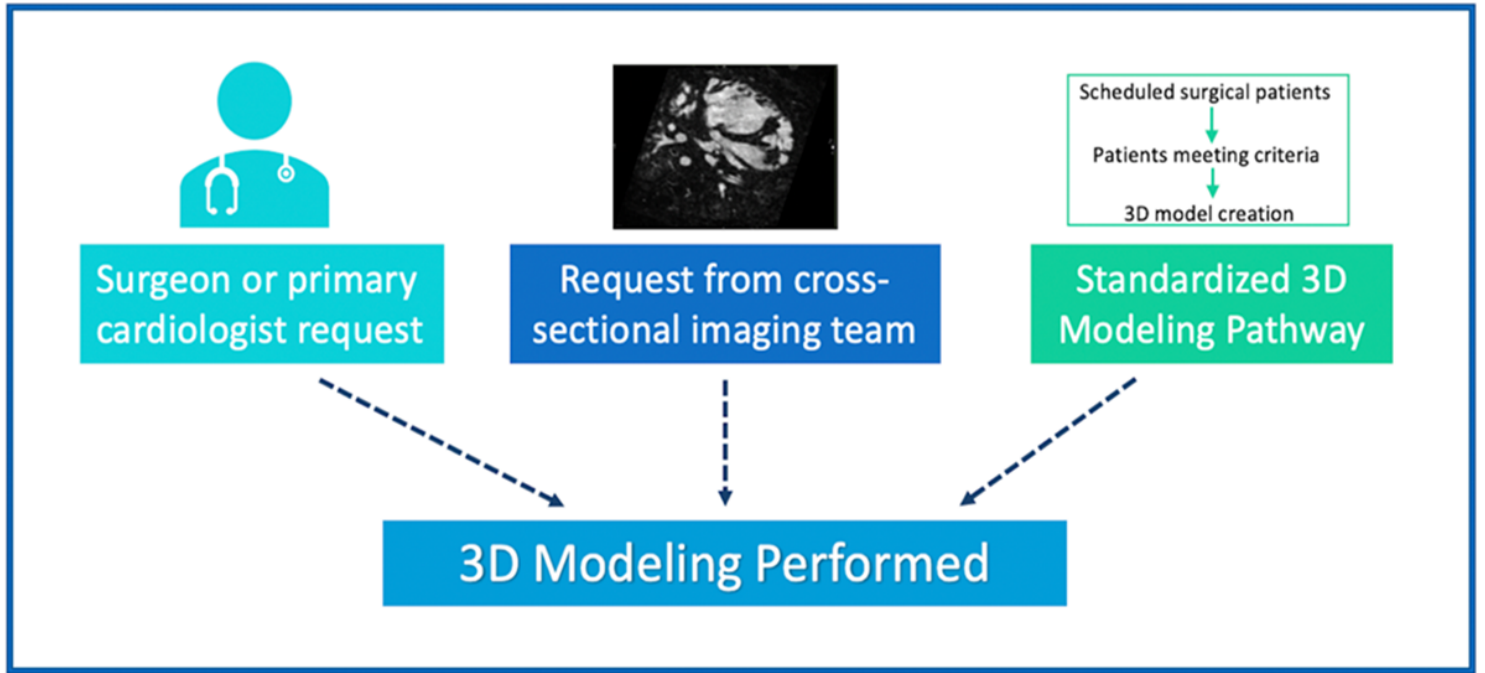 Scheduled surgical patients
Patients meeting criteria
3D model creation
Surgeon or primary
cardiologist request
Request from cross-
sectional imaging team
Standardized 3D
Modeling Pathway
3D Modeling Performed